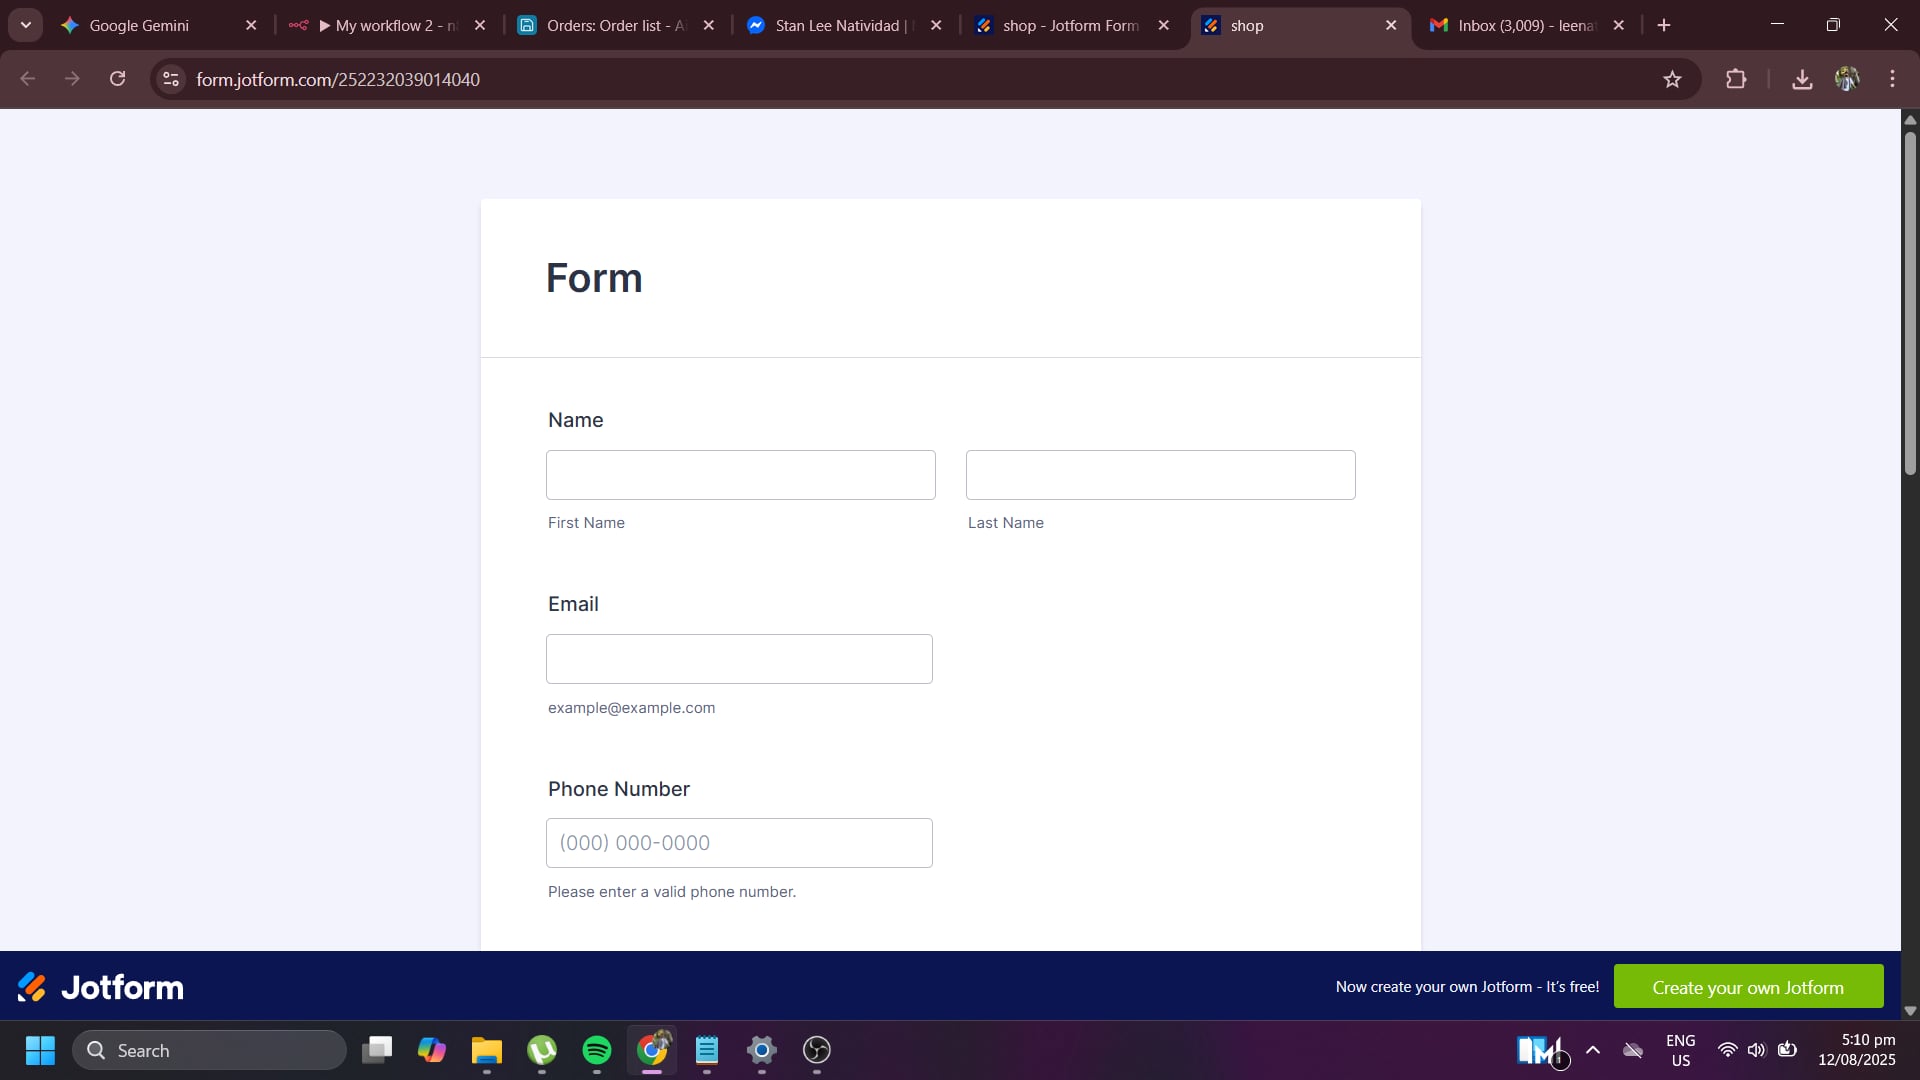 Google Gemini
My workflow 2 - n
Orders: Order list - A
Stan Lee Natividad |
shop - Jotform Form
shop
Inbox (3,009) - leena
form.jotform.com/252232039014040
Form
Name
First Name
Last Name
Email
example@example.com
Phone Number
(000) 000-0000
Please enter a valid phone number.
Jotform
Now create your own Jotform - It's free!
Create your own Jotform
Search
ENG
US
5:10 pm
12/08/2025